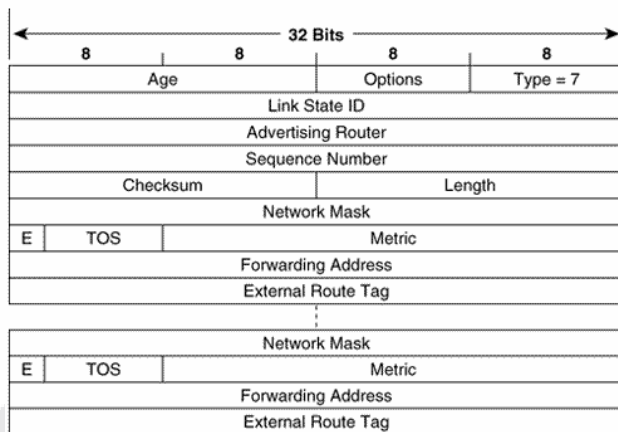 32 Bits
8 8 8 8
Age Options Type = 7
Link State ID
Advertising Router
Sequence Number
Checksum Length
Network Mask
E TOS Metric
Forwarding Address
External Route Tag
Network Mask
E TOS Metric
Forwarding Address
External Route Tag